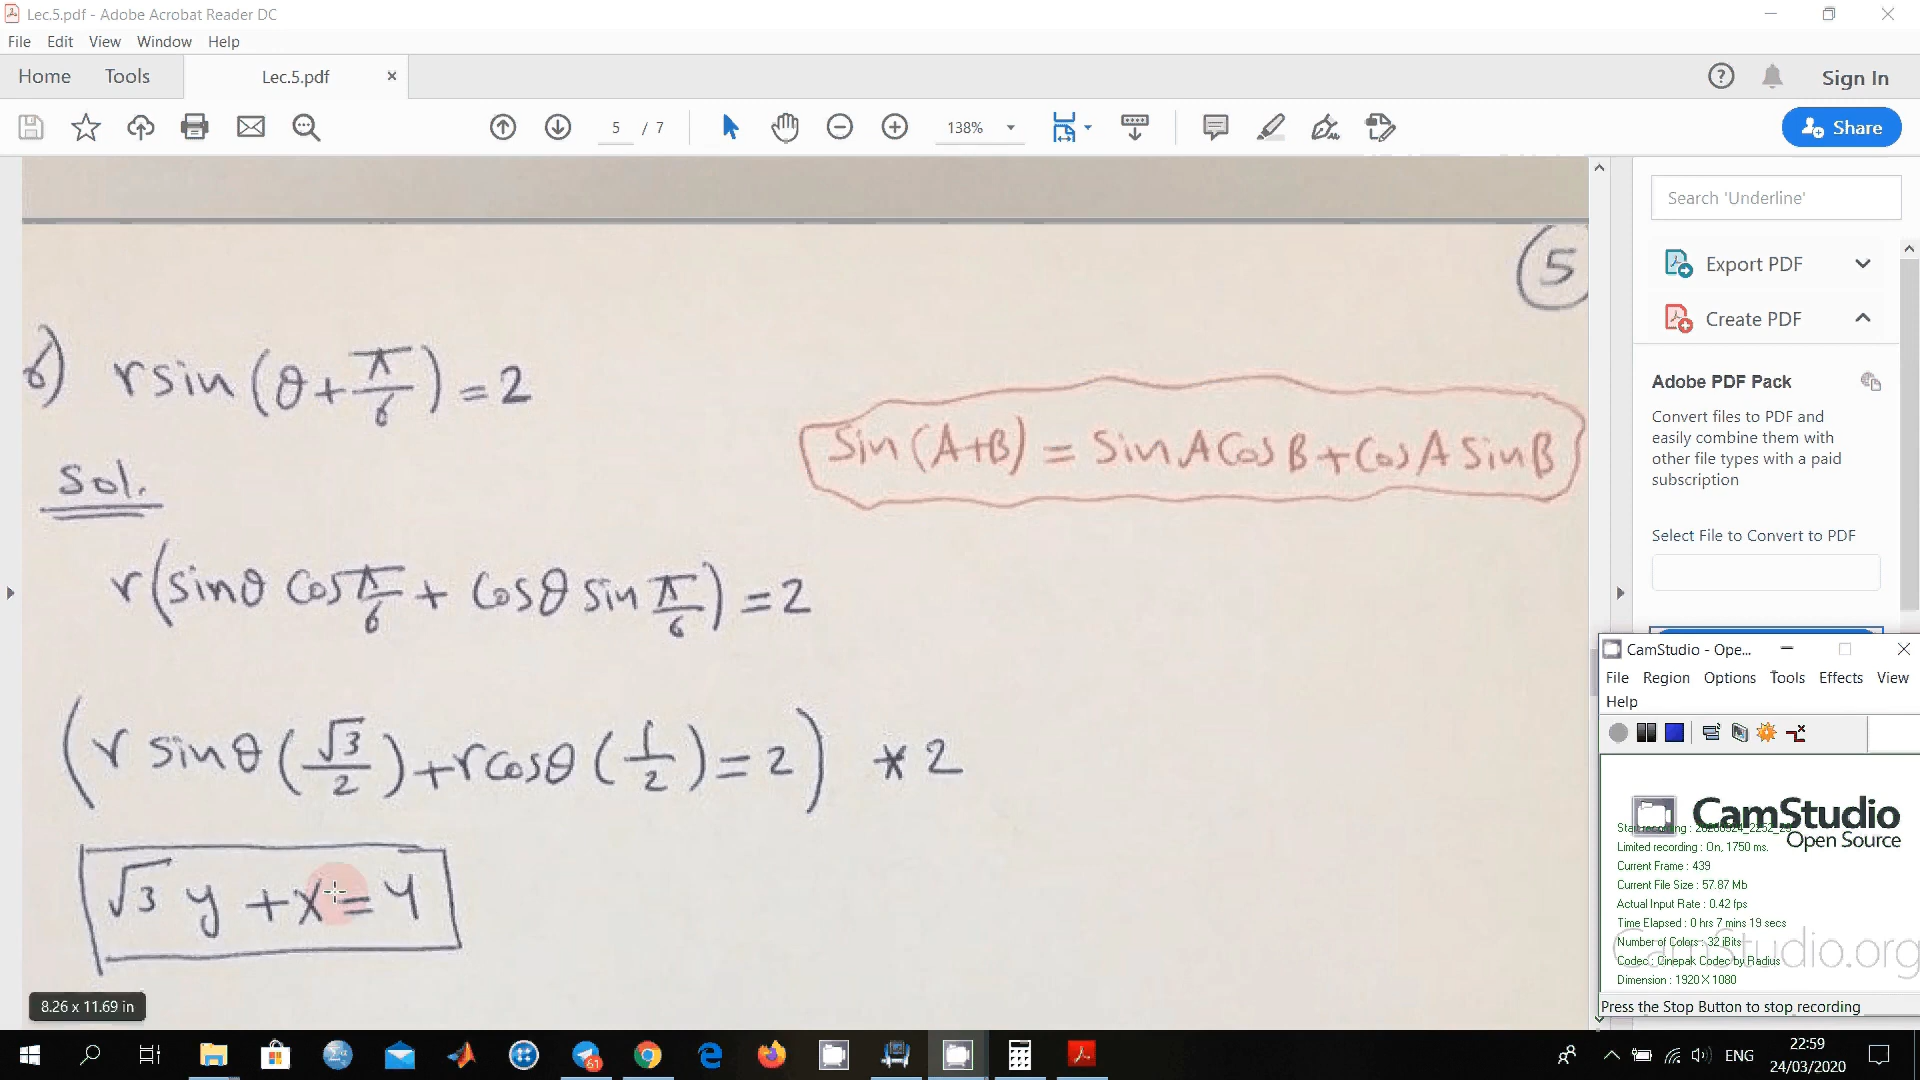 Lec.5.pdf - Adobe Acrobat Reader DC
File Edit View Window Help
Home Tools Lec.5.pdf × Sign In
5 / 7 138% Share
Search 'Underline'
Export PDF
Create PDF
Adobe PDF Pack
Convert files to PDF and
easily combine them with
other file types with a paid
subscription
Select File to Convert to PDF
5
6) r sin(θ + π/6) = 2
sin(A+B) = sin A cos B + cos A sin B
Sol.
r(sinθ cos π/6 + cosθ sin π/6) = 2
(r sinθ (√3/2) + r cosθ (1/2) = 2) * 2
√3 y + x = 4
8.26 x 11.69 in
CamStudio - Ope...
File Region Options Tools Effects View
Help
CamStudio
Open Source
Limited recording : On, 1750 ms.
Current Frame : 439
Current File Size : 57.87 Mb
Actual Input Rate : 0.42 fps
Time Elapsed : 0 hrs 7 mins 19 secs
Number of Colors : 32 Bits
Codec : Cinepak Codec by Radius
Dimension : 1920 X 1080
CamStudio.org
Press the Stop Button to stop recording
61
ENG
22:59
24/03/2020